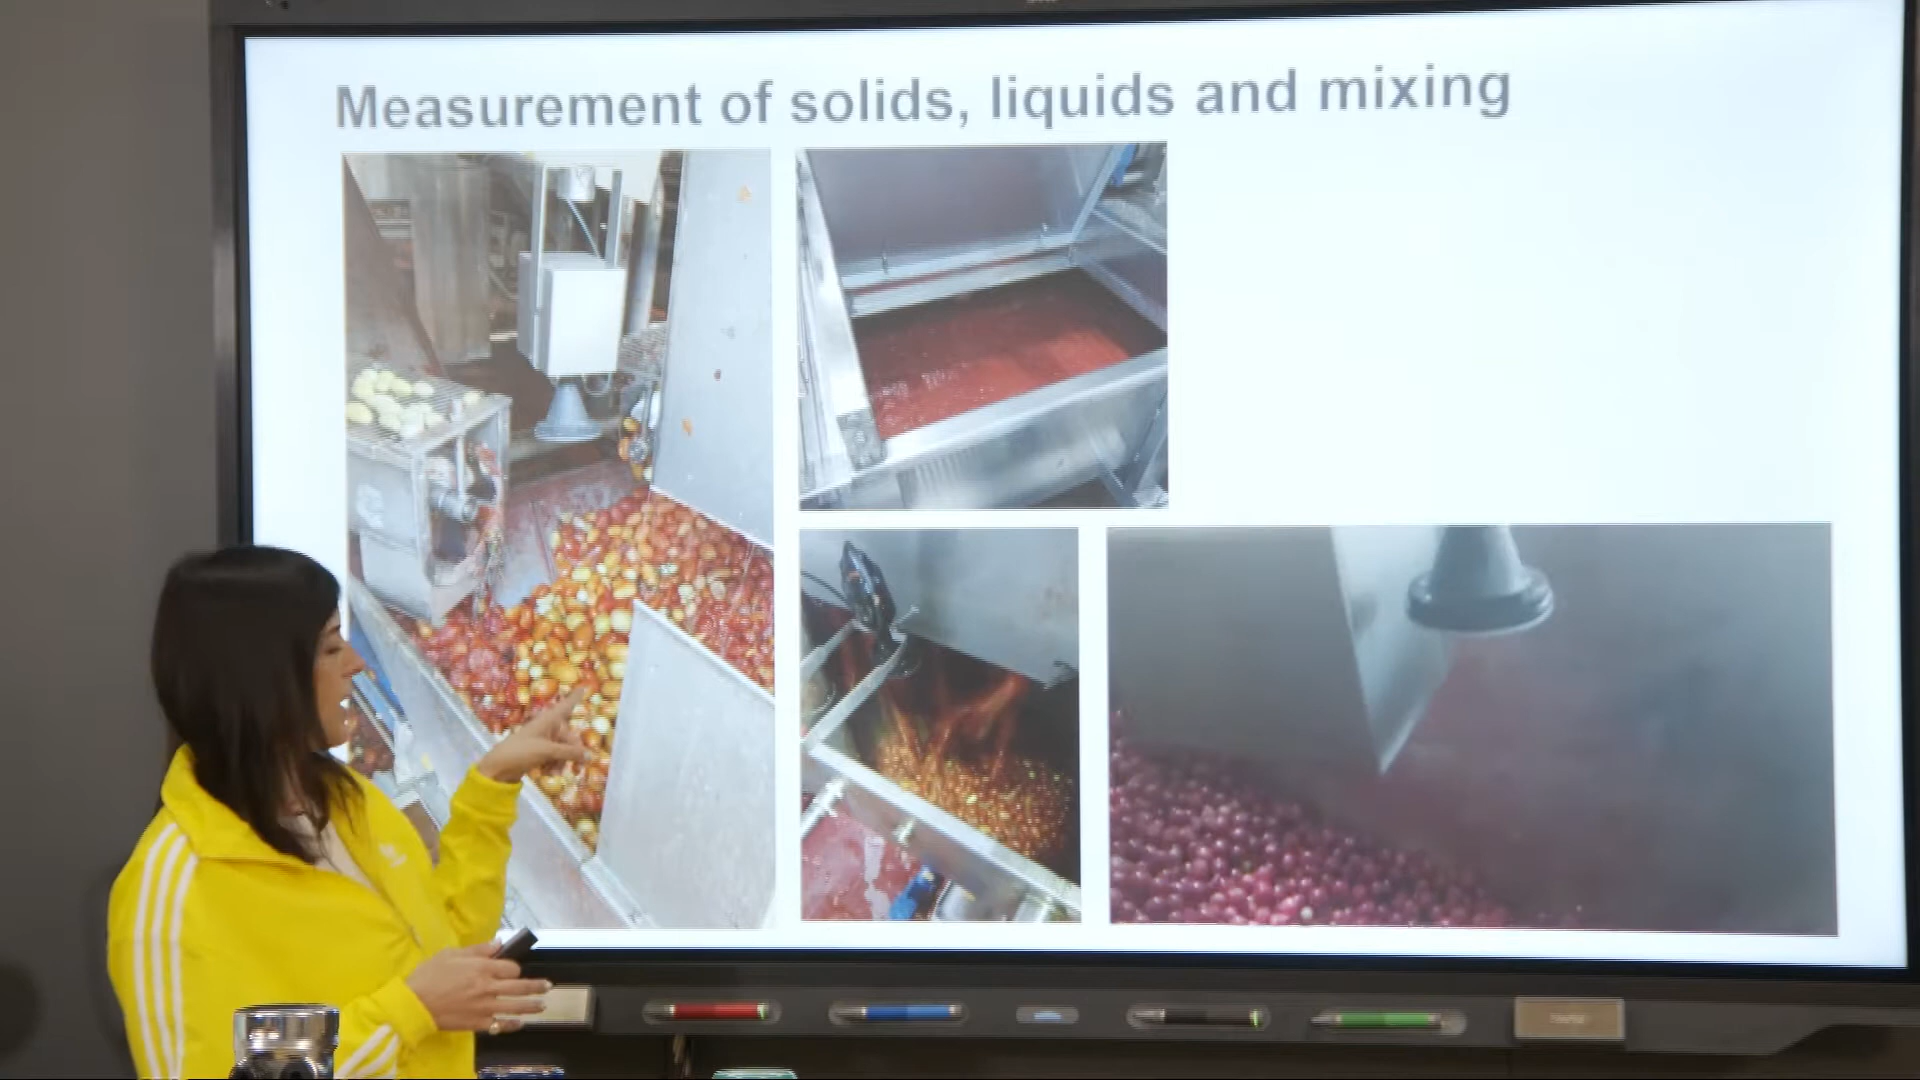 Measurement of solids, liquids and mixing